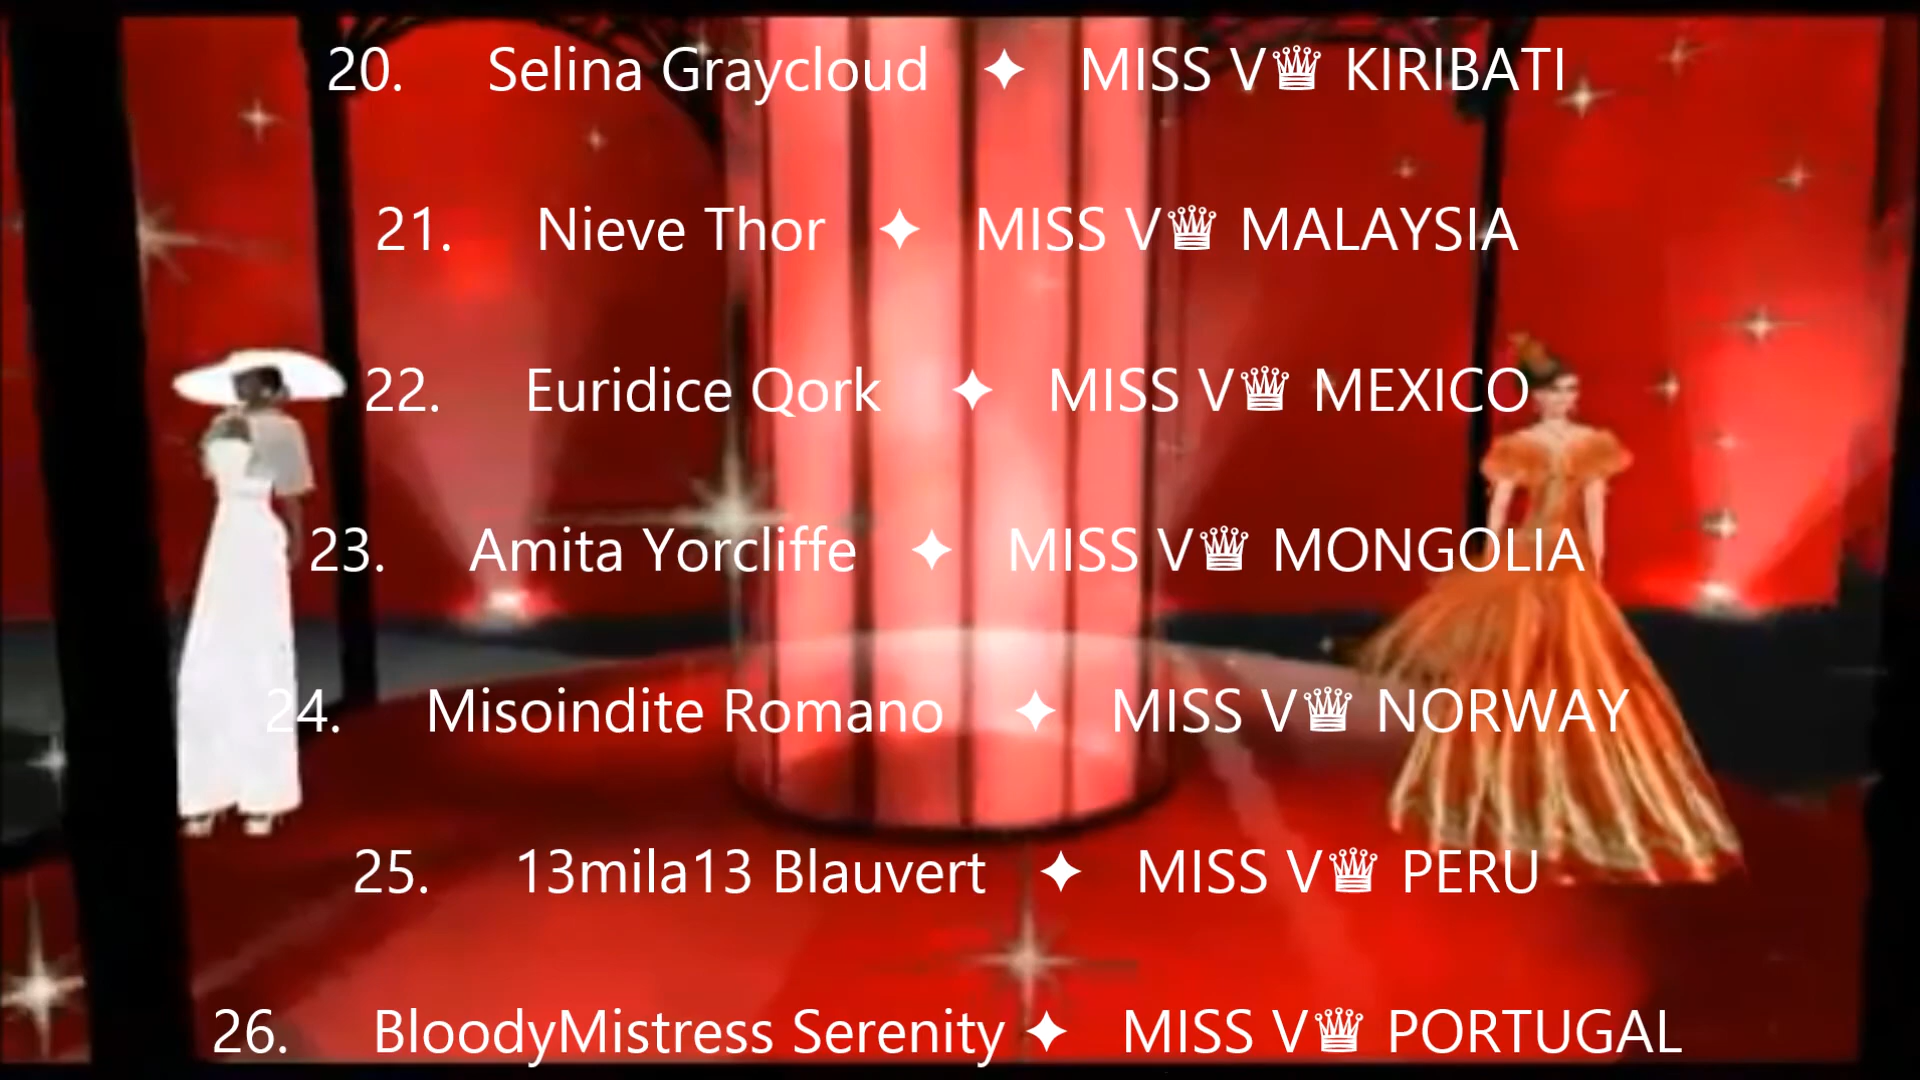 20. Selina Graycloud ✦ MISS V♛ KIRIBATI
21. Nieve Thor ✦ MISS V♛ MALAYSIA
22. Euridice Qork ✦ MISS V♛ MEXICO
23. Amita Yorcliffe ✦ MISS V♛ MONGOLIA
24. Misoindite Romano ✦ MISS V♛ NORWAY
25. 13mila13 Blauvert ✦ MISS V♛ PERU
26. BloodyMistress Serenity ✦ MISS V♛ PORTUGAL